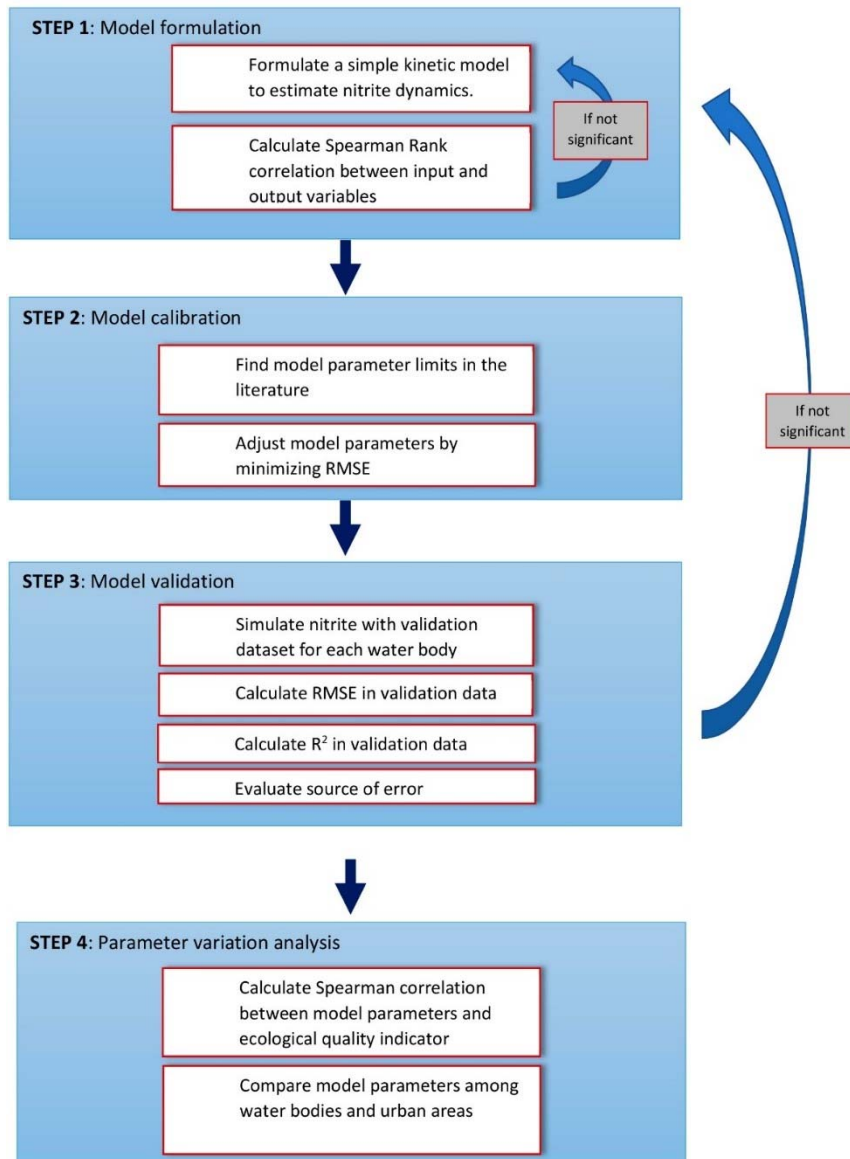 STEP 1: Model formulation
Formulate a simple kinetic model
to estimate nitrite dynamics.
If not
significant
Calculate Spearman Rank
correlation between input and
output variables
STEP 2: Model calibration
Find model parameter limits in the
literature
Adjust model parameters by
minimizing RMSE
If not
significant
STEP 3: Model validation
Simulate nitrite with validation
dataset for each water body
Calculate RMSE in validation data
Calculate R² in validation data
Evaluate source of error
STEP 4: Parameter variation analysis
Calculate Spearman correlation
between model parameters and
ecological quality indicator
Compare model parameters among
water bodies and urban areas